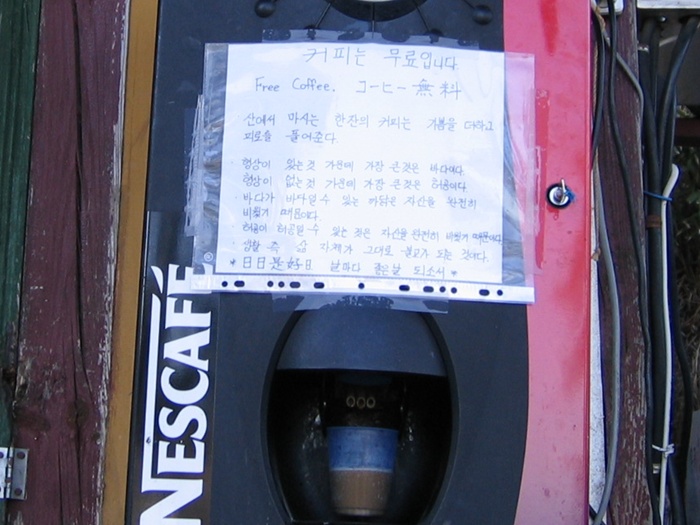 커피는 무료입니다
Free Coffee. コーヒー 無料
산에서 마시는 한잔의 커피는 기쁨을 더하고
피로를 풀어준다.
형상이 있는것 가운데 가장 큰것은 바다이다.
형상이 없는것 가운데 가장 큰것은 허공이다.
바다가 바다일수 있는 까닭은 자신을 완전히
비웠기 때문이다.
허공이 허공일 수 있는 것은 자신을 완전히 비웠기 때문이다.
생활 즉 삶 자체가 그대로 불교가 되는 것이다.
* 日日是好日 날마다 좋은날 되소서 *
NESCAFÉ®